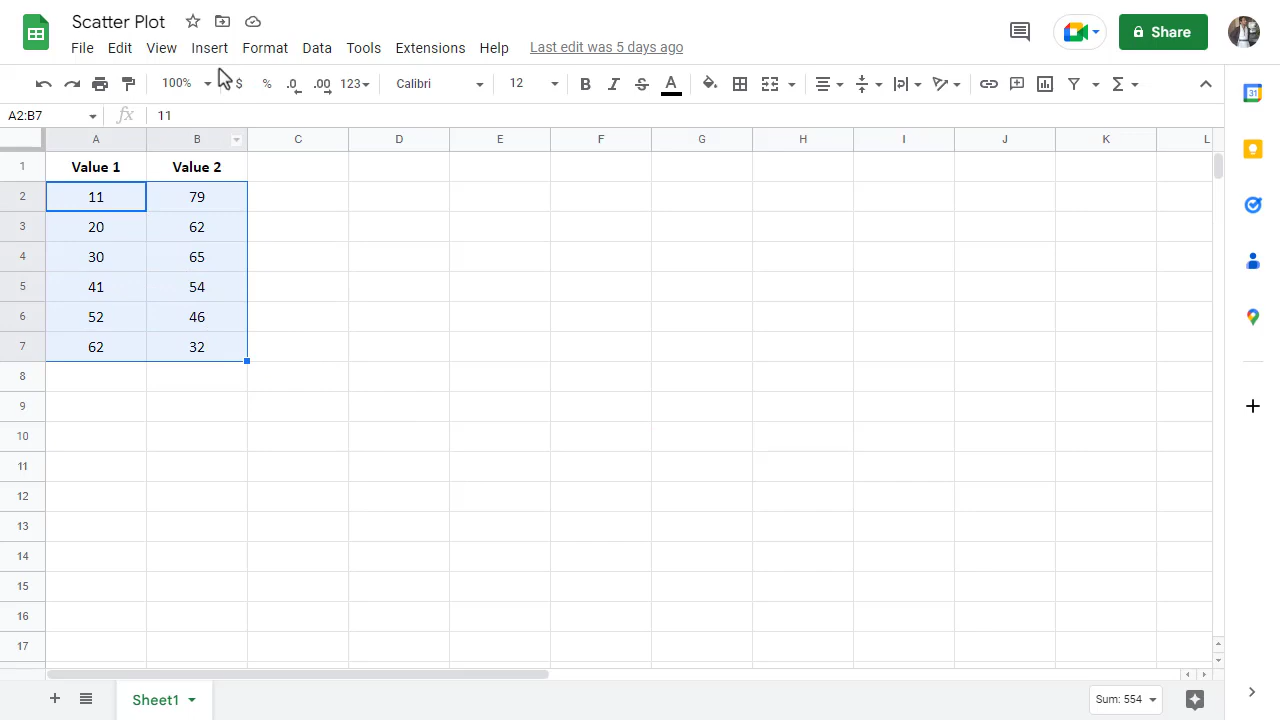 Scatter Plot
File Edit View Insert Format Data Tools Extensions Help Last edit was 5 days ago
Share
100% $ % .0 .00 123 Calibri 12 B I S A
A2:B7 fx 11
A B C D E F G H I J K L
1 Value 1 Value 2
2 11 79
3 20 62
4 30 65
5 41 54
6 52 46
7 62 32
8
9
10
11
12
13
14
15
16
17
Sheet1 Sum: 554
31